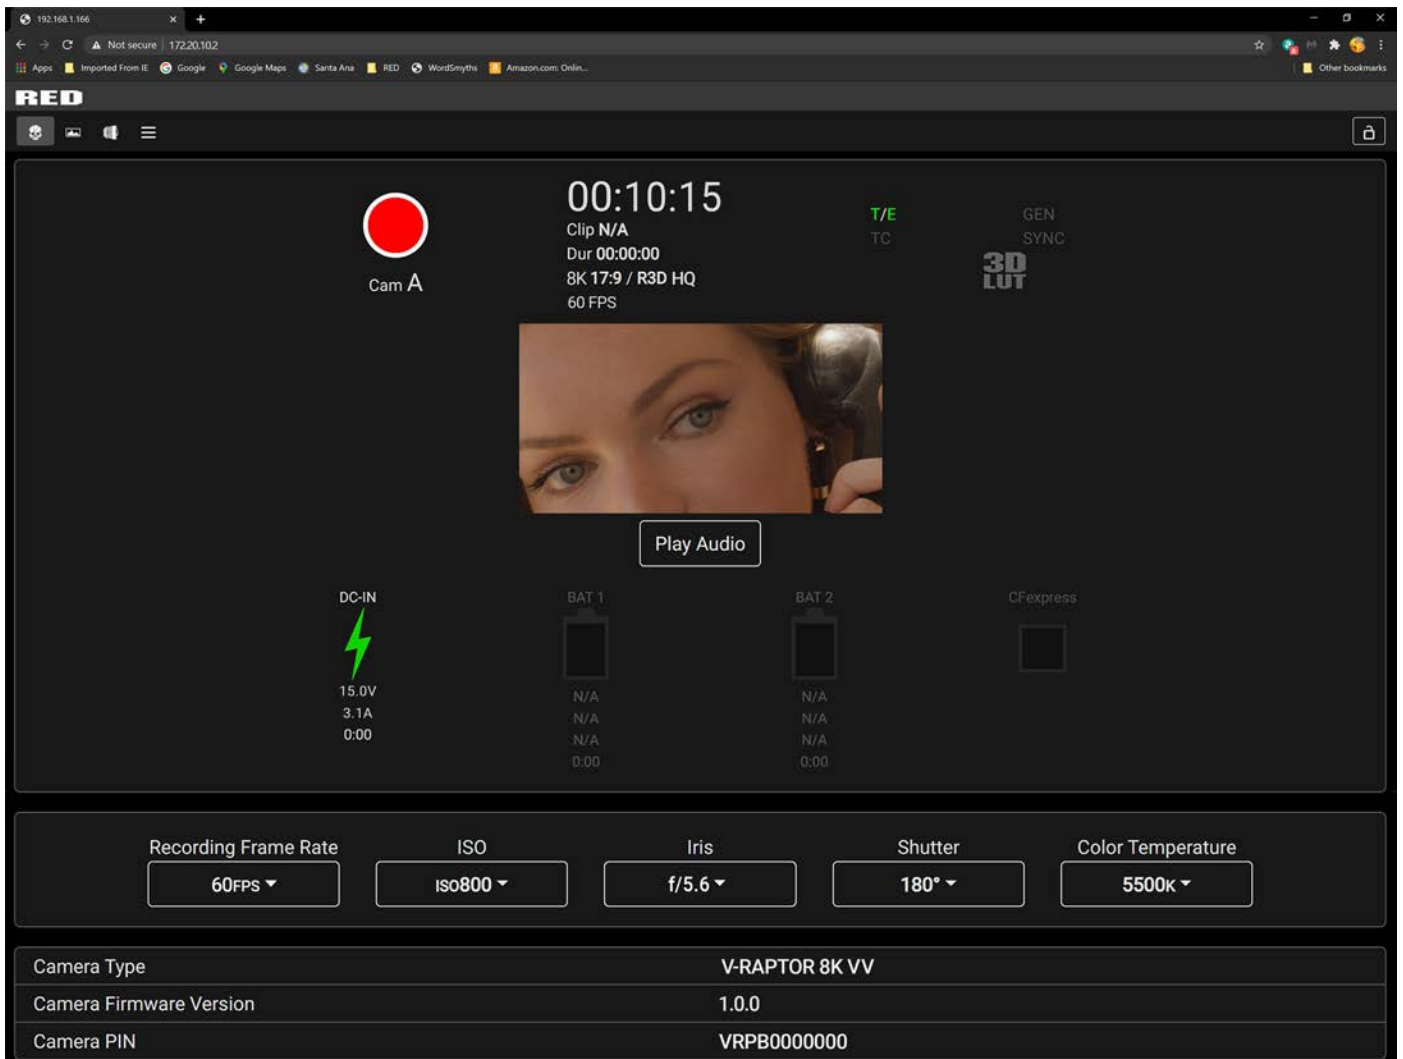 192.168.1.166
Not secure 172.20.10.2
Apps Imported From IE Google Google Maps Santa Ana RED WordSmyths Amazon.com: Onlin... Other bookmarks
RED
00:10:15
Clip N/A
Dur 00:00:00
8K 17:9 / R3D HQ
60 FPS
Cam A
T/E GEN
TC SYNC
3D
LUT
Play Audio
DC-IN BAT 1 BAT 2 CFexpress
15.0V N/A N/A
3.1A N/A N/A
0:00 N/A N/A
0:00 0:00
Recording Frame Rate ISO Iris Shutter Color Temperature
60FPS ISO800 f/5.6 180° 5500K
Camera Type V-RAPTOR 8K VV
Camera Firmware Version 1.0.0
Camera PIN VRPB0000000